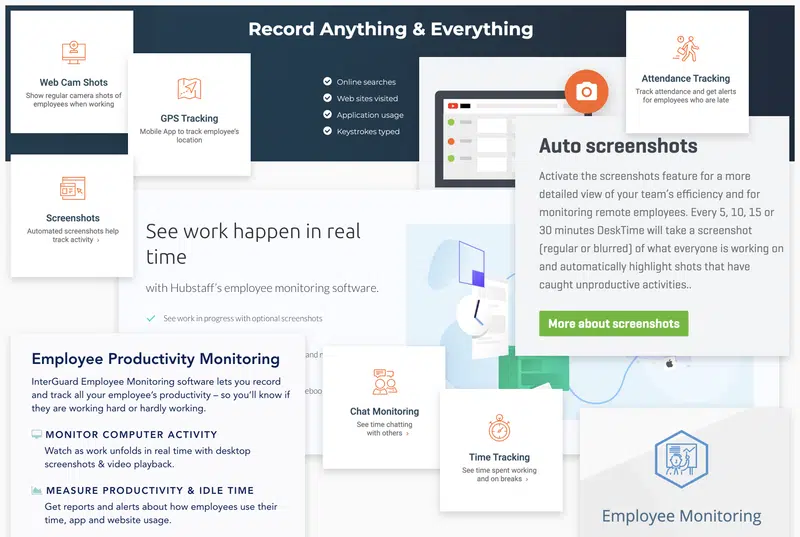 Record Anything & Everything
Web Cam Shots
Show regular camera shots of
employees when working
GPS Tracking
Mobile App to track employee's
location
Online searches
Web sites visited
Application usage
Keystrokes typed
Attendance Tracking
Track attendance and get alerts
for employees who are late
Auto screenshots
Activate the screenshots feature for a more
detailed view of your team's efficiency and for
monitoring remote employees. Every 5, 10, 15 or
30 minutes DeskTime will take a screenshot
(regular or blurred) of what everyone is working on
and automatically highlight shots that have
caught unproductive activities..
More about screenshots
Screenshots
Automated screenshots help
track activity ›
See work happen in real
time
with Hubstaff's employee monitoring software.
See work in progress with optional screenshots
Employee Productivity Monitoring
InterGuard Employee Monitoring software lets you record
and track all your employee's productivity – so you'll know if
they are working hard or hardly working.
MONITOR COMPUTER ACTIVITY
Watch as work unfolds in real time with desktop
screenshots & video playback.
MEASURE PRODUCTIVITY & IDLE TIME
Get reports and alerts about how employees use their
time, app and website usage.
Chat Monitoring
See time chatting
with others ›
Time Tracking
See time spent working
and on breaks ›
Employee Monitoring